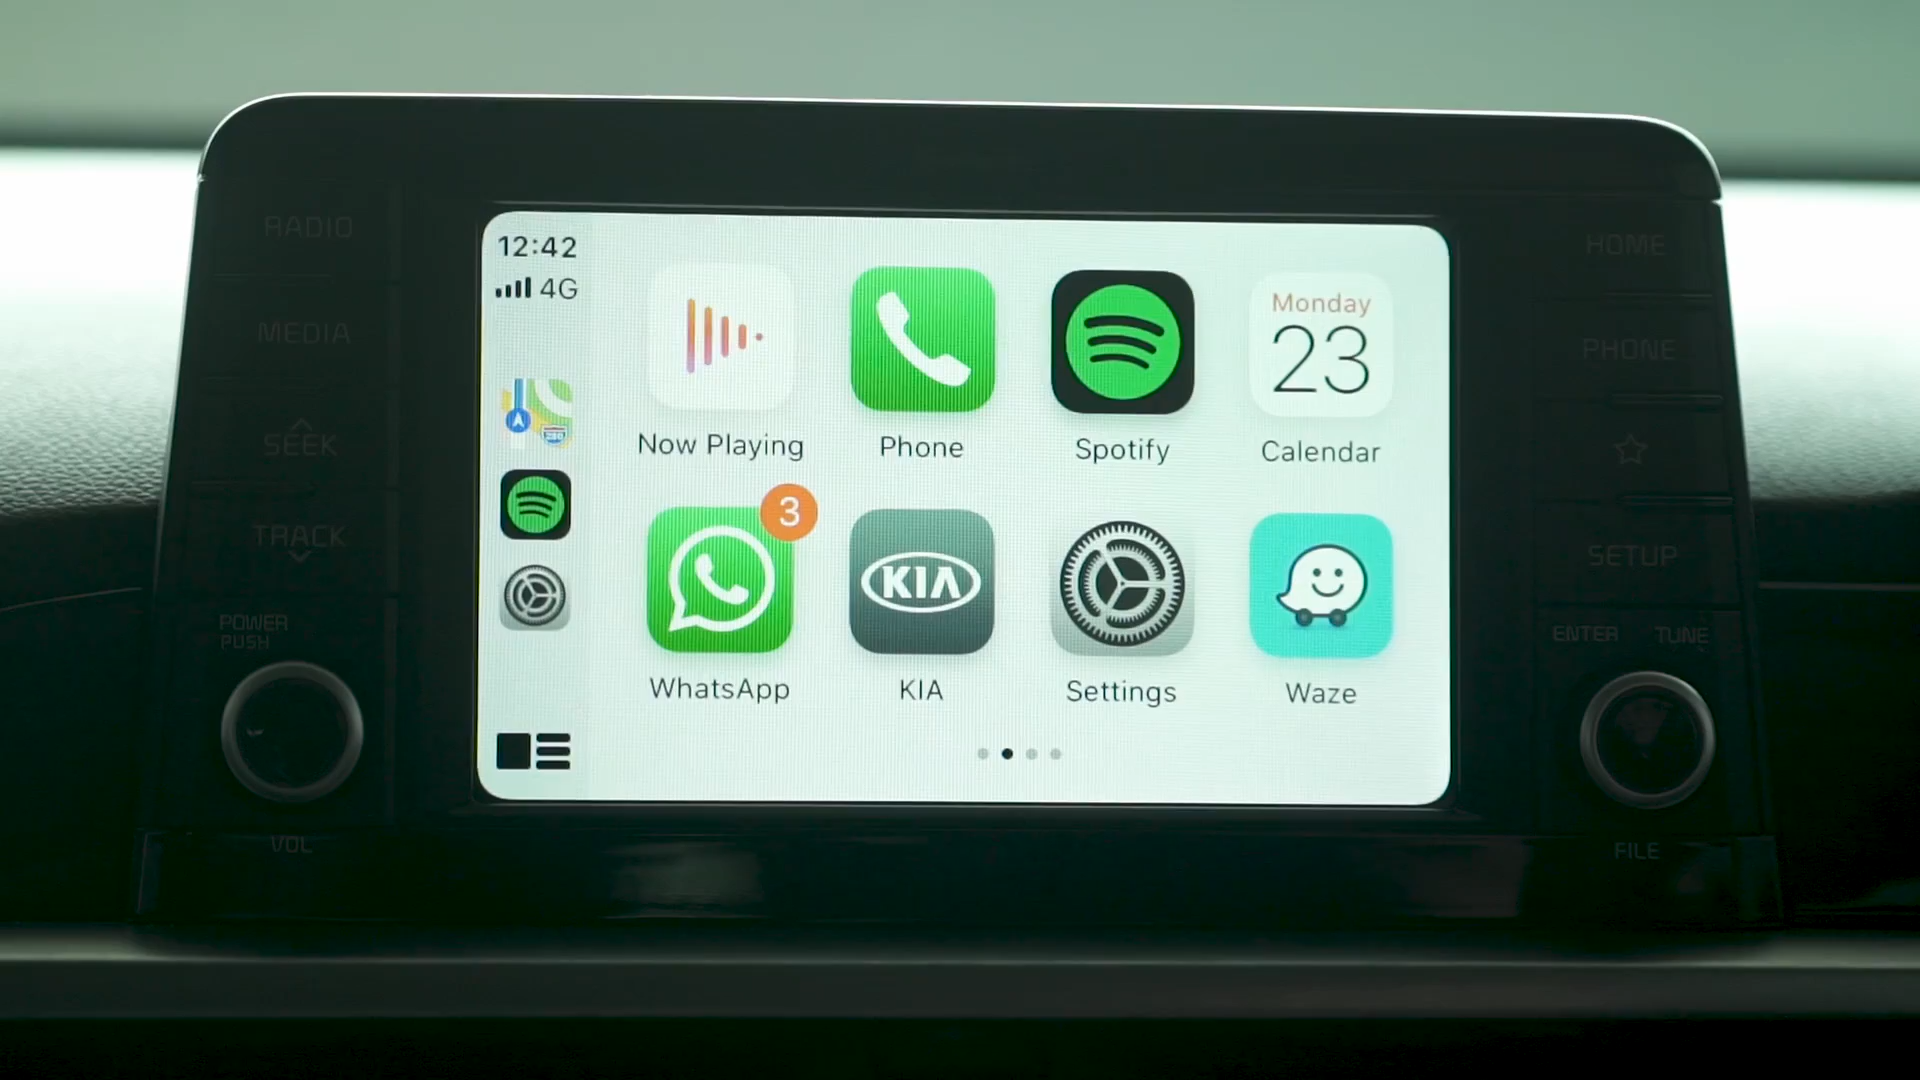 RADIO
MEDIA
SEEK
TRACK
POWER
PUSH
VOL
12:42
4G
280
Monday
23
Now Playing
Phone
Spotify
Calendar
3
KIA
WhatsApp
KIA
Settings
Waze
HOME
PHONE
SETUP
ENTER
TUNE
FILE